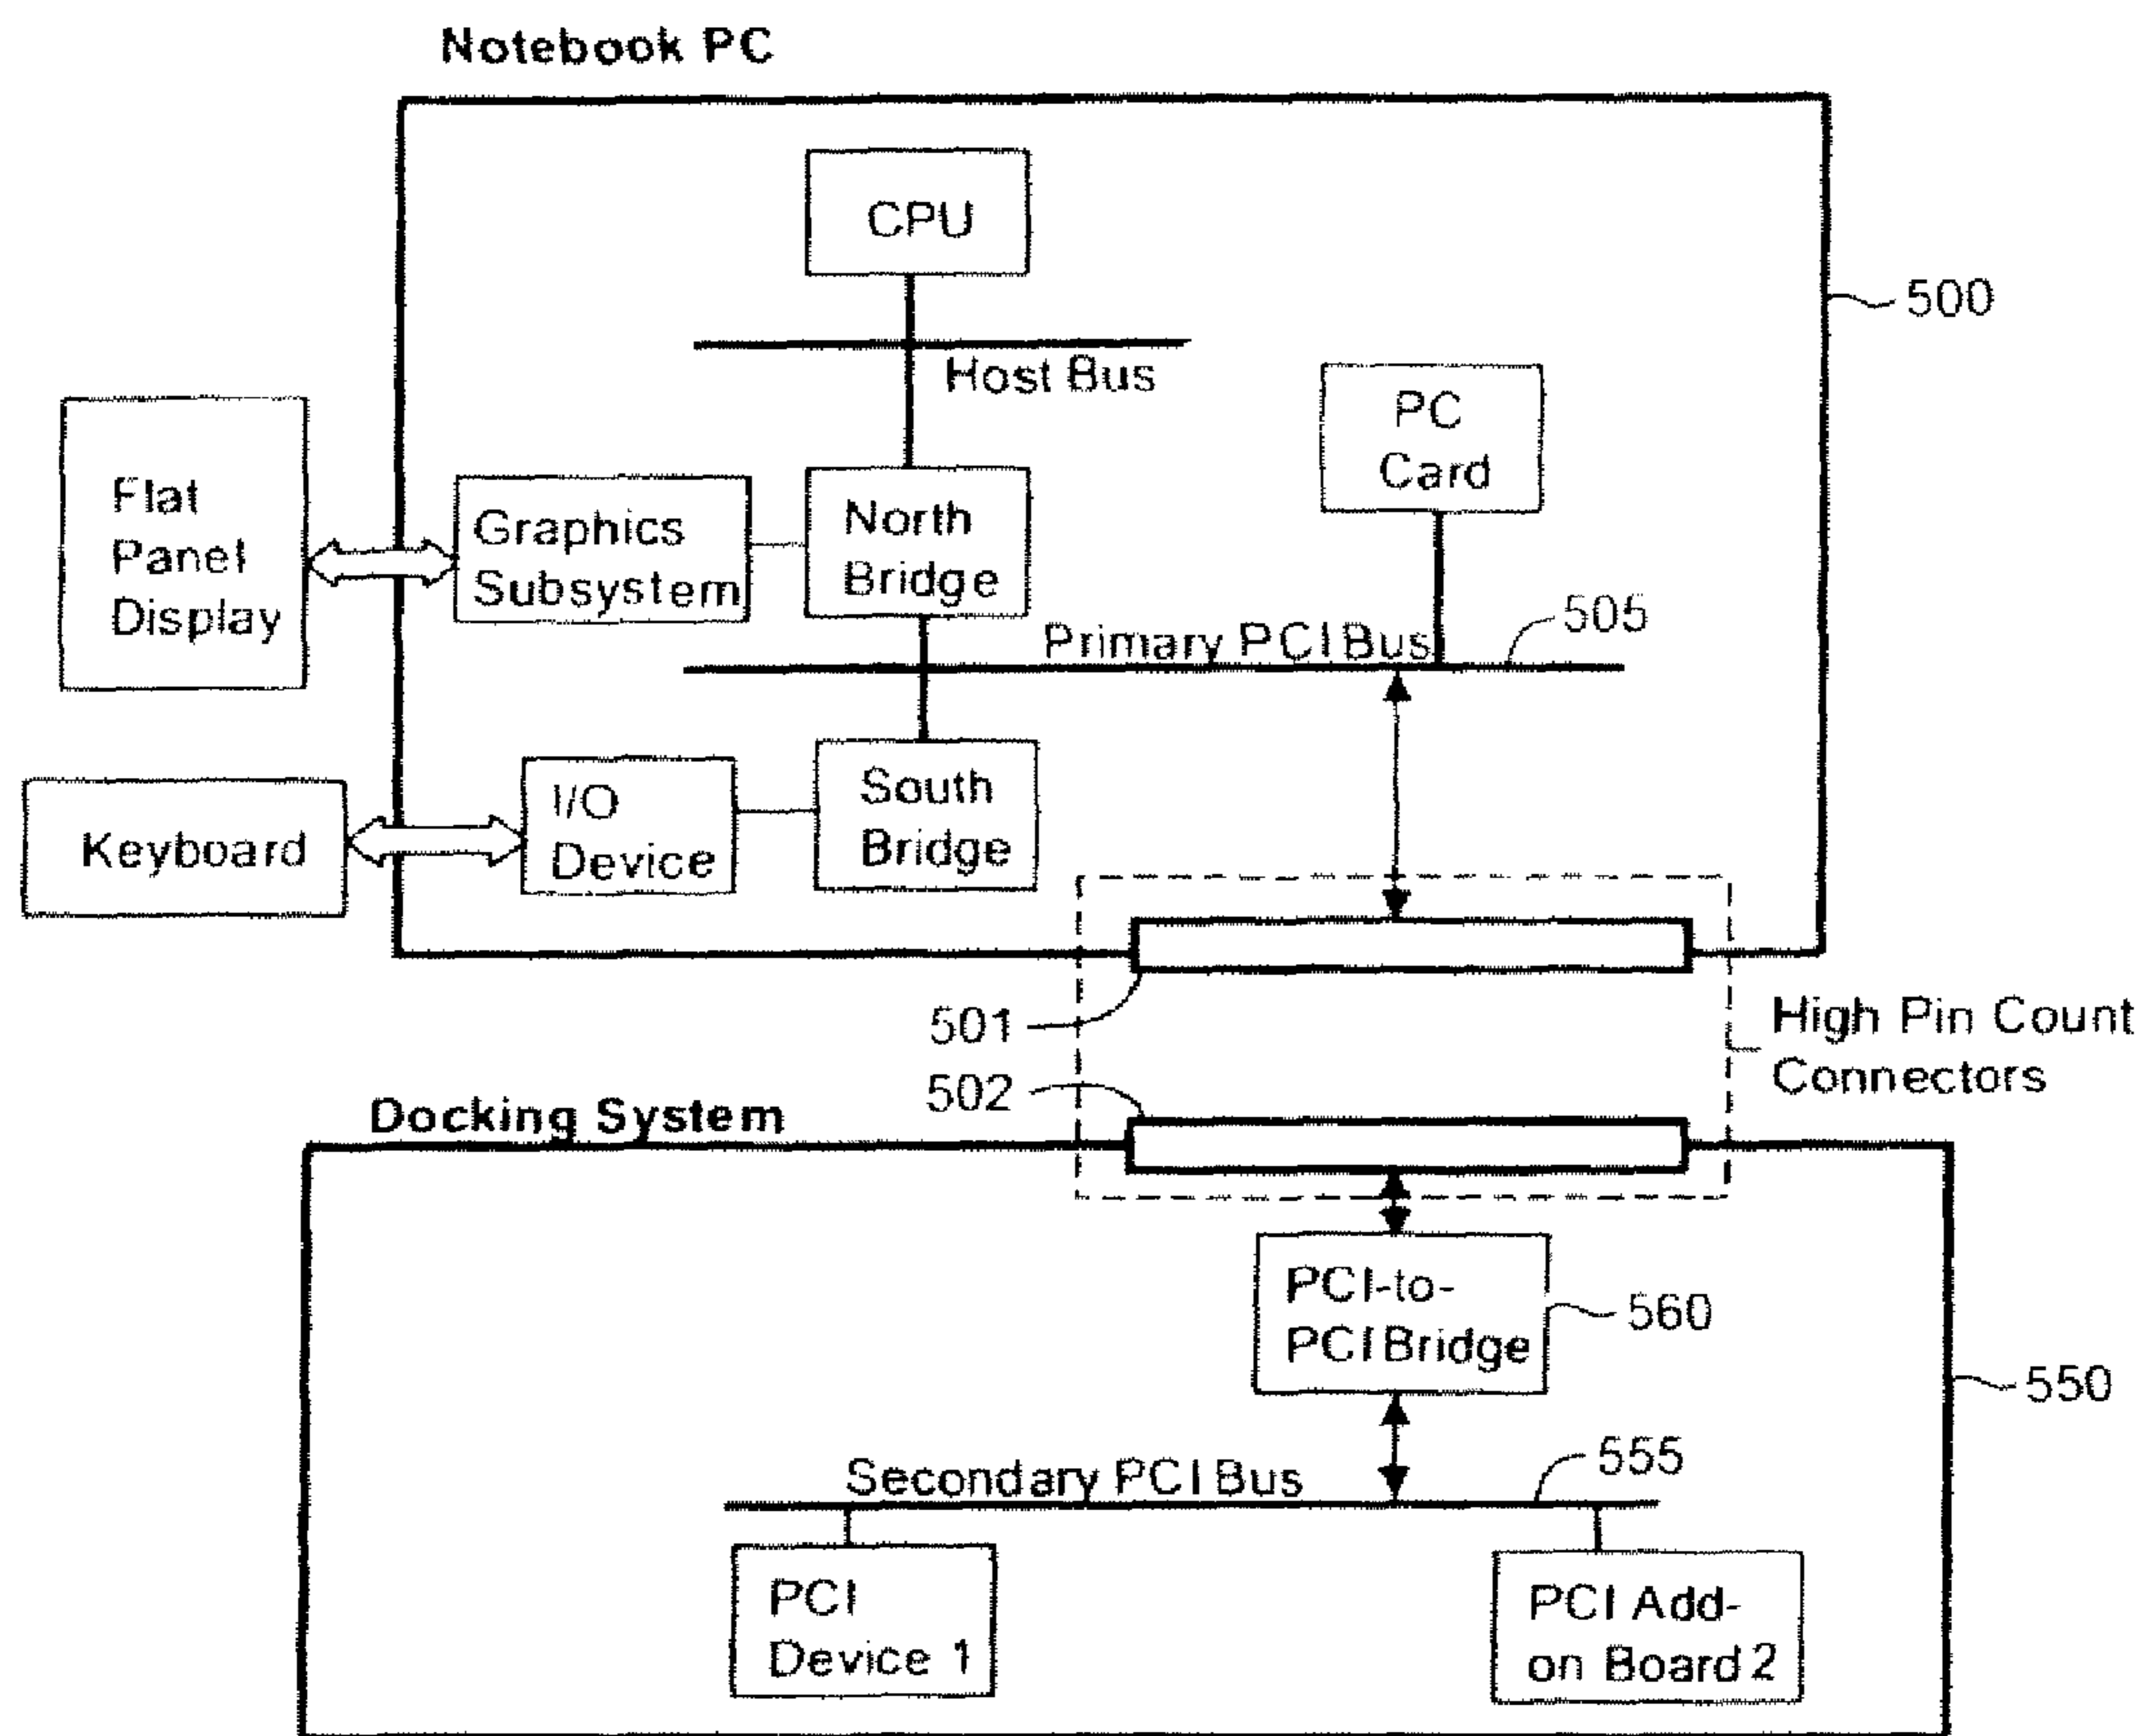 Notebook PC
CPU
500
Host Bus
PC
Card
Flat
Panel
Display
Graphics
Subsystem
North
Bridge
Primary PCI Bus
505
Keyboard
I/O
Device
South
Bridge
501
High Pin Count
Connectors
502
Docking System
PCI-to-
PCI Bridge
560
550
Secondary PCI Bus
555
PCI
Device 1
PCI Add-
on Board 2